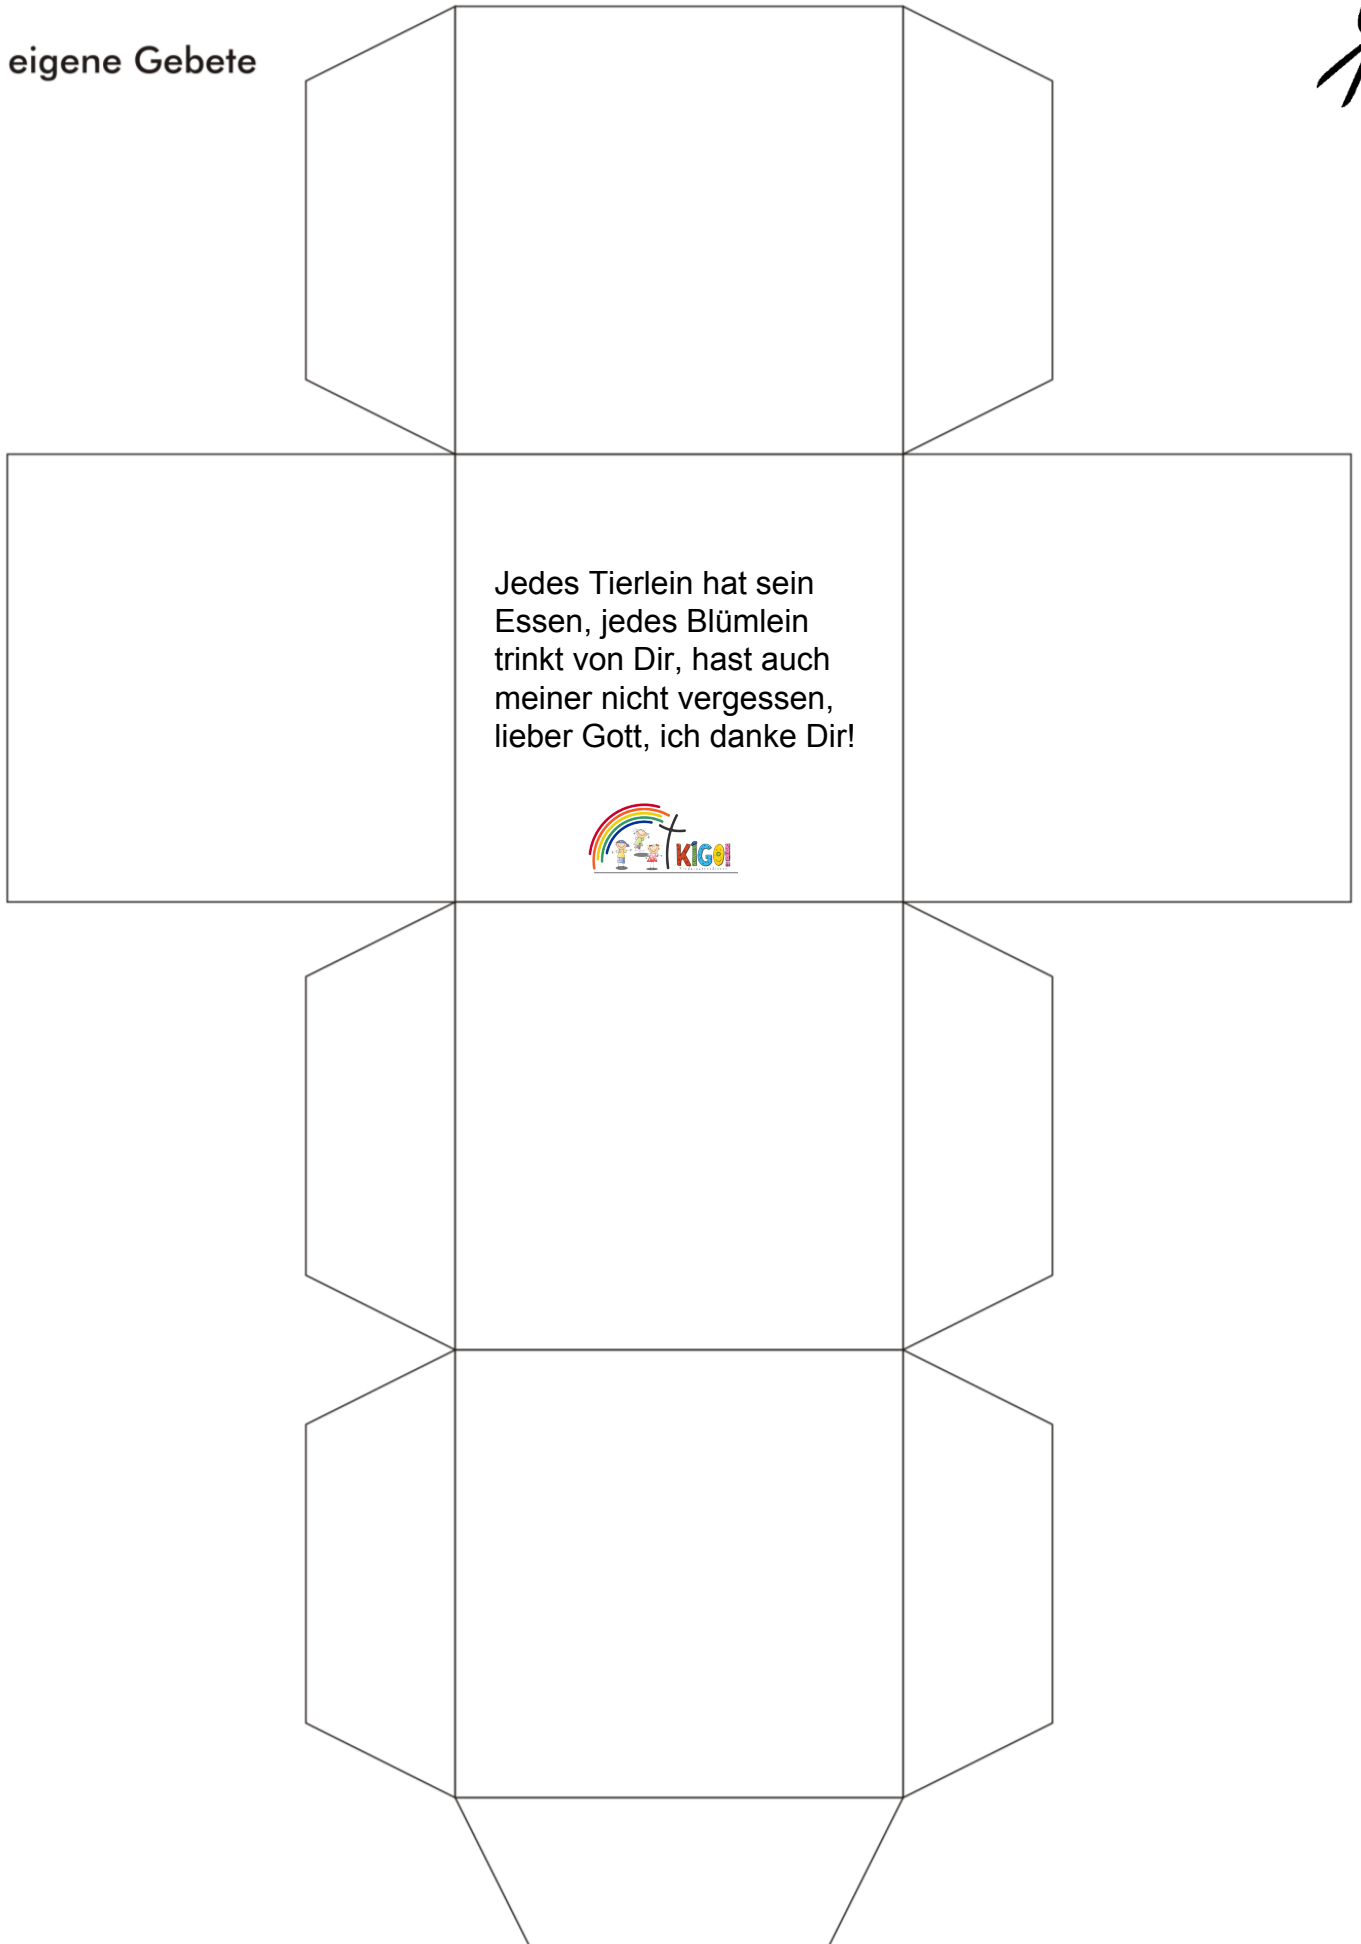 eigene Gebete
Jedes Tierlein hat sein
Essen, jedes Blümlein
trinkt von Dir, hast auch
meiner nicht vergessen,
lieber Gott, ich danke Dir!
KiGO!